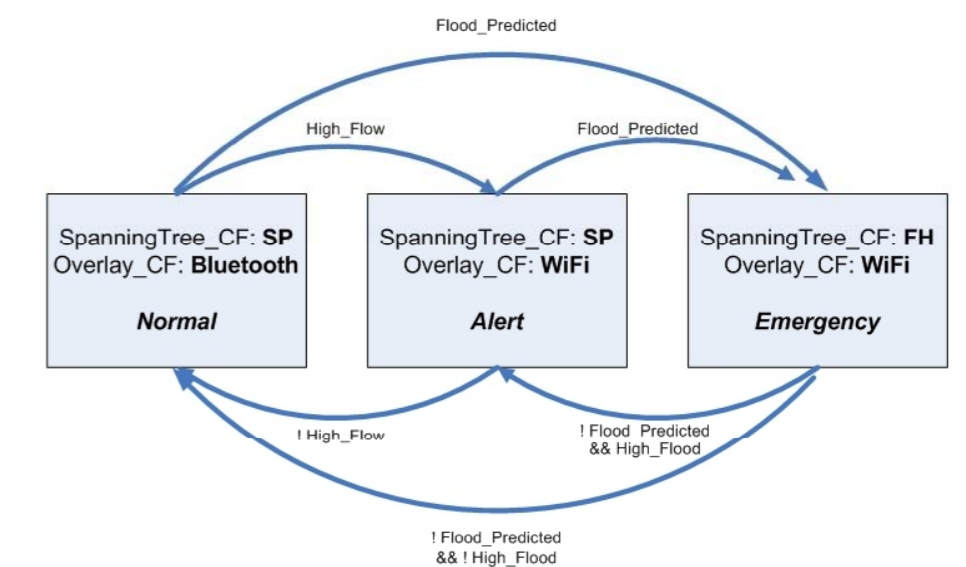 Flood_Predicted
High_Flow
Flood_Predicted
SpanningTree_CF: SP
Overlay_CF: Bluetooth
Normal
SpanningTree_CF: SP
Overlay_CF: WiFi
Alert
SpanningTree_CF: FH
Overlay_CF: WiFi
Emergency
! High_Flow
! Flood Predicted
&& High_Flood
! Flood_Predicted
&& ! High_Flood